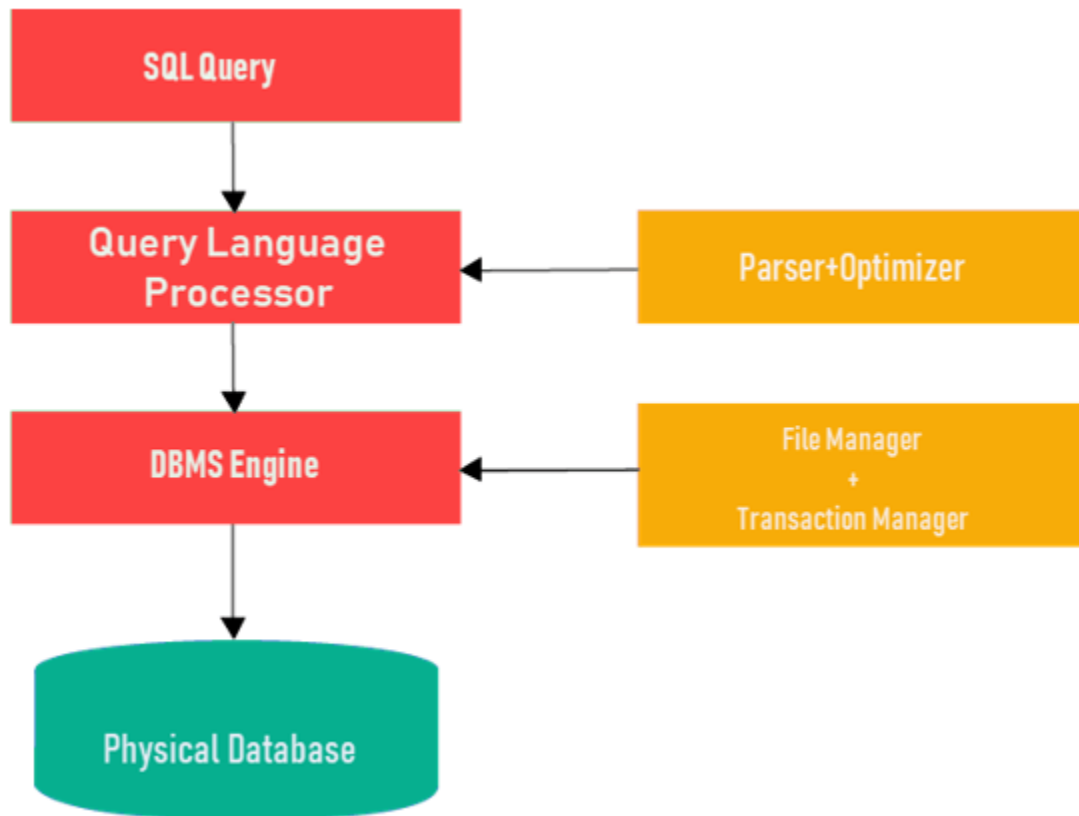 SQL Query
Query Language
Processor
Parser+Optimizer
DBMS Engine
File Manager
+
Transaction Manager
Physical Database